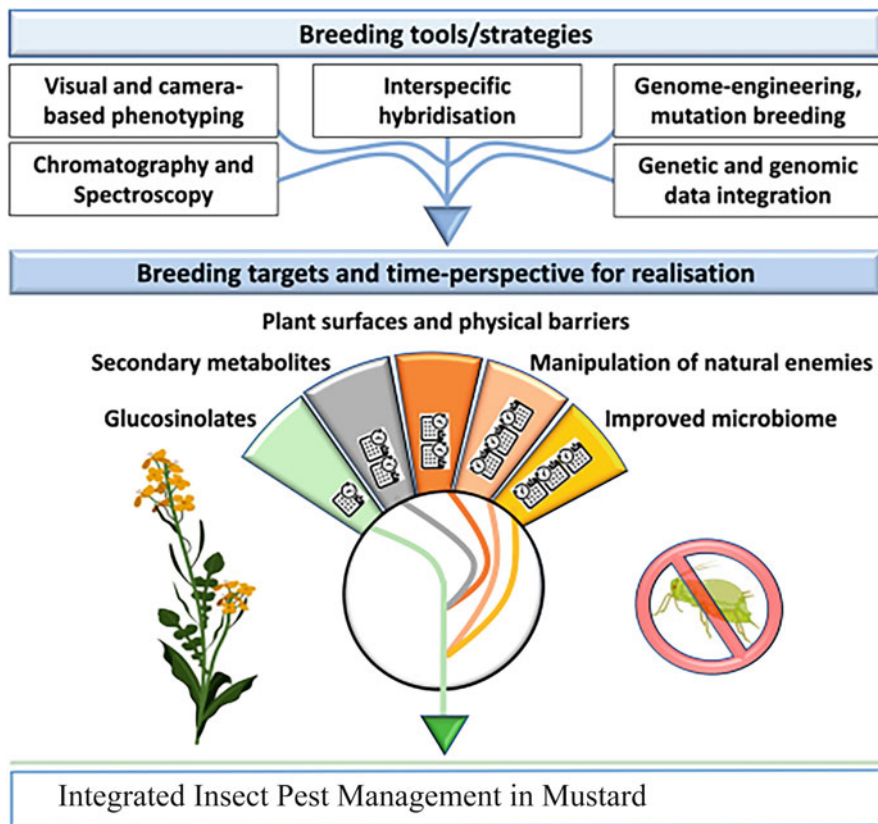 Breeding tools/strategies
Visual and camera-
based phenotyping
Interspecific
hybridisation
Genome-engineering,
mutation breeding
Chromatography and
Spectroscopy
Genetic and genomic
data integration
Breeding targets and time-perspective for realisation
Plant surfaces and physical barriers
Secondary metabolites
Manipulation of natural enemies
Glucosinolates
Improved microbiome
Integrated Insect Pest Management in Mustard